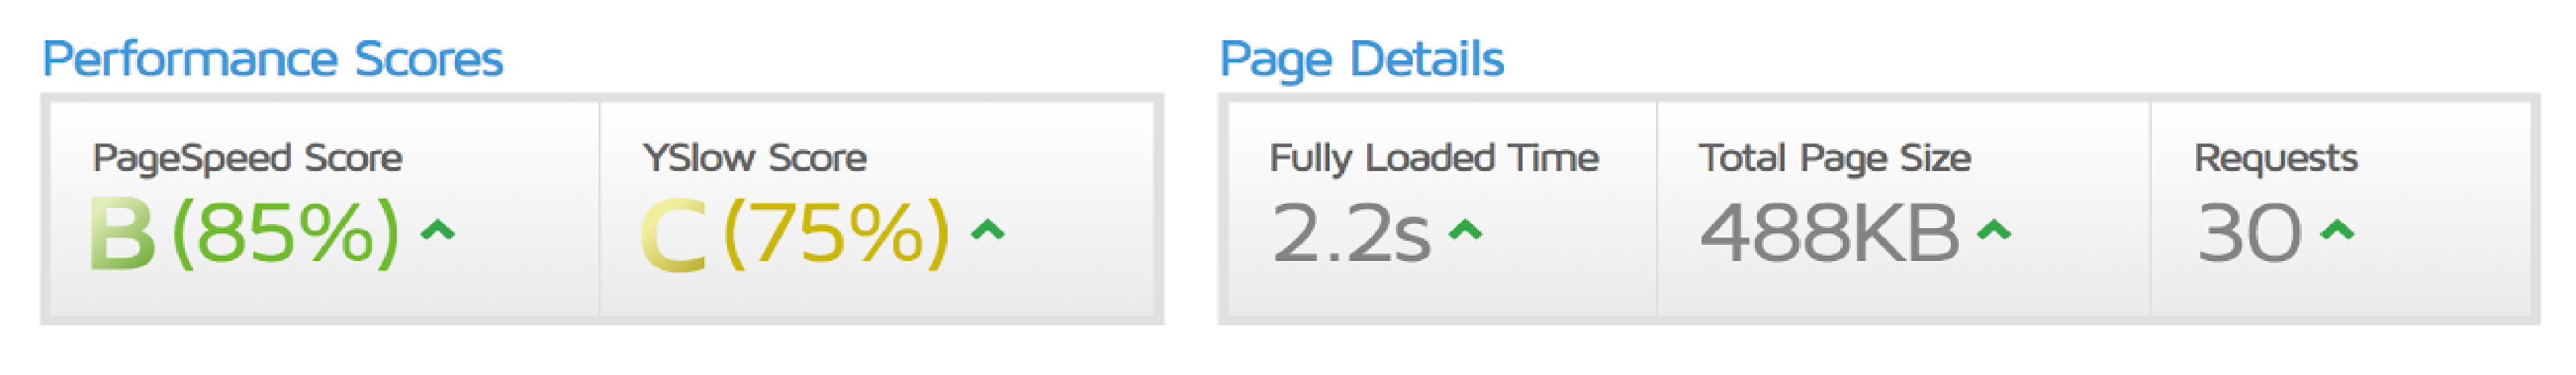 Performance Scores
PageSpeed Score
B (85%)
YSlow Score
C (75%)
Page Details
Fully Loaded Time
2.2s
Total Page Size
488KB
Requests
30